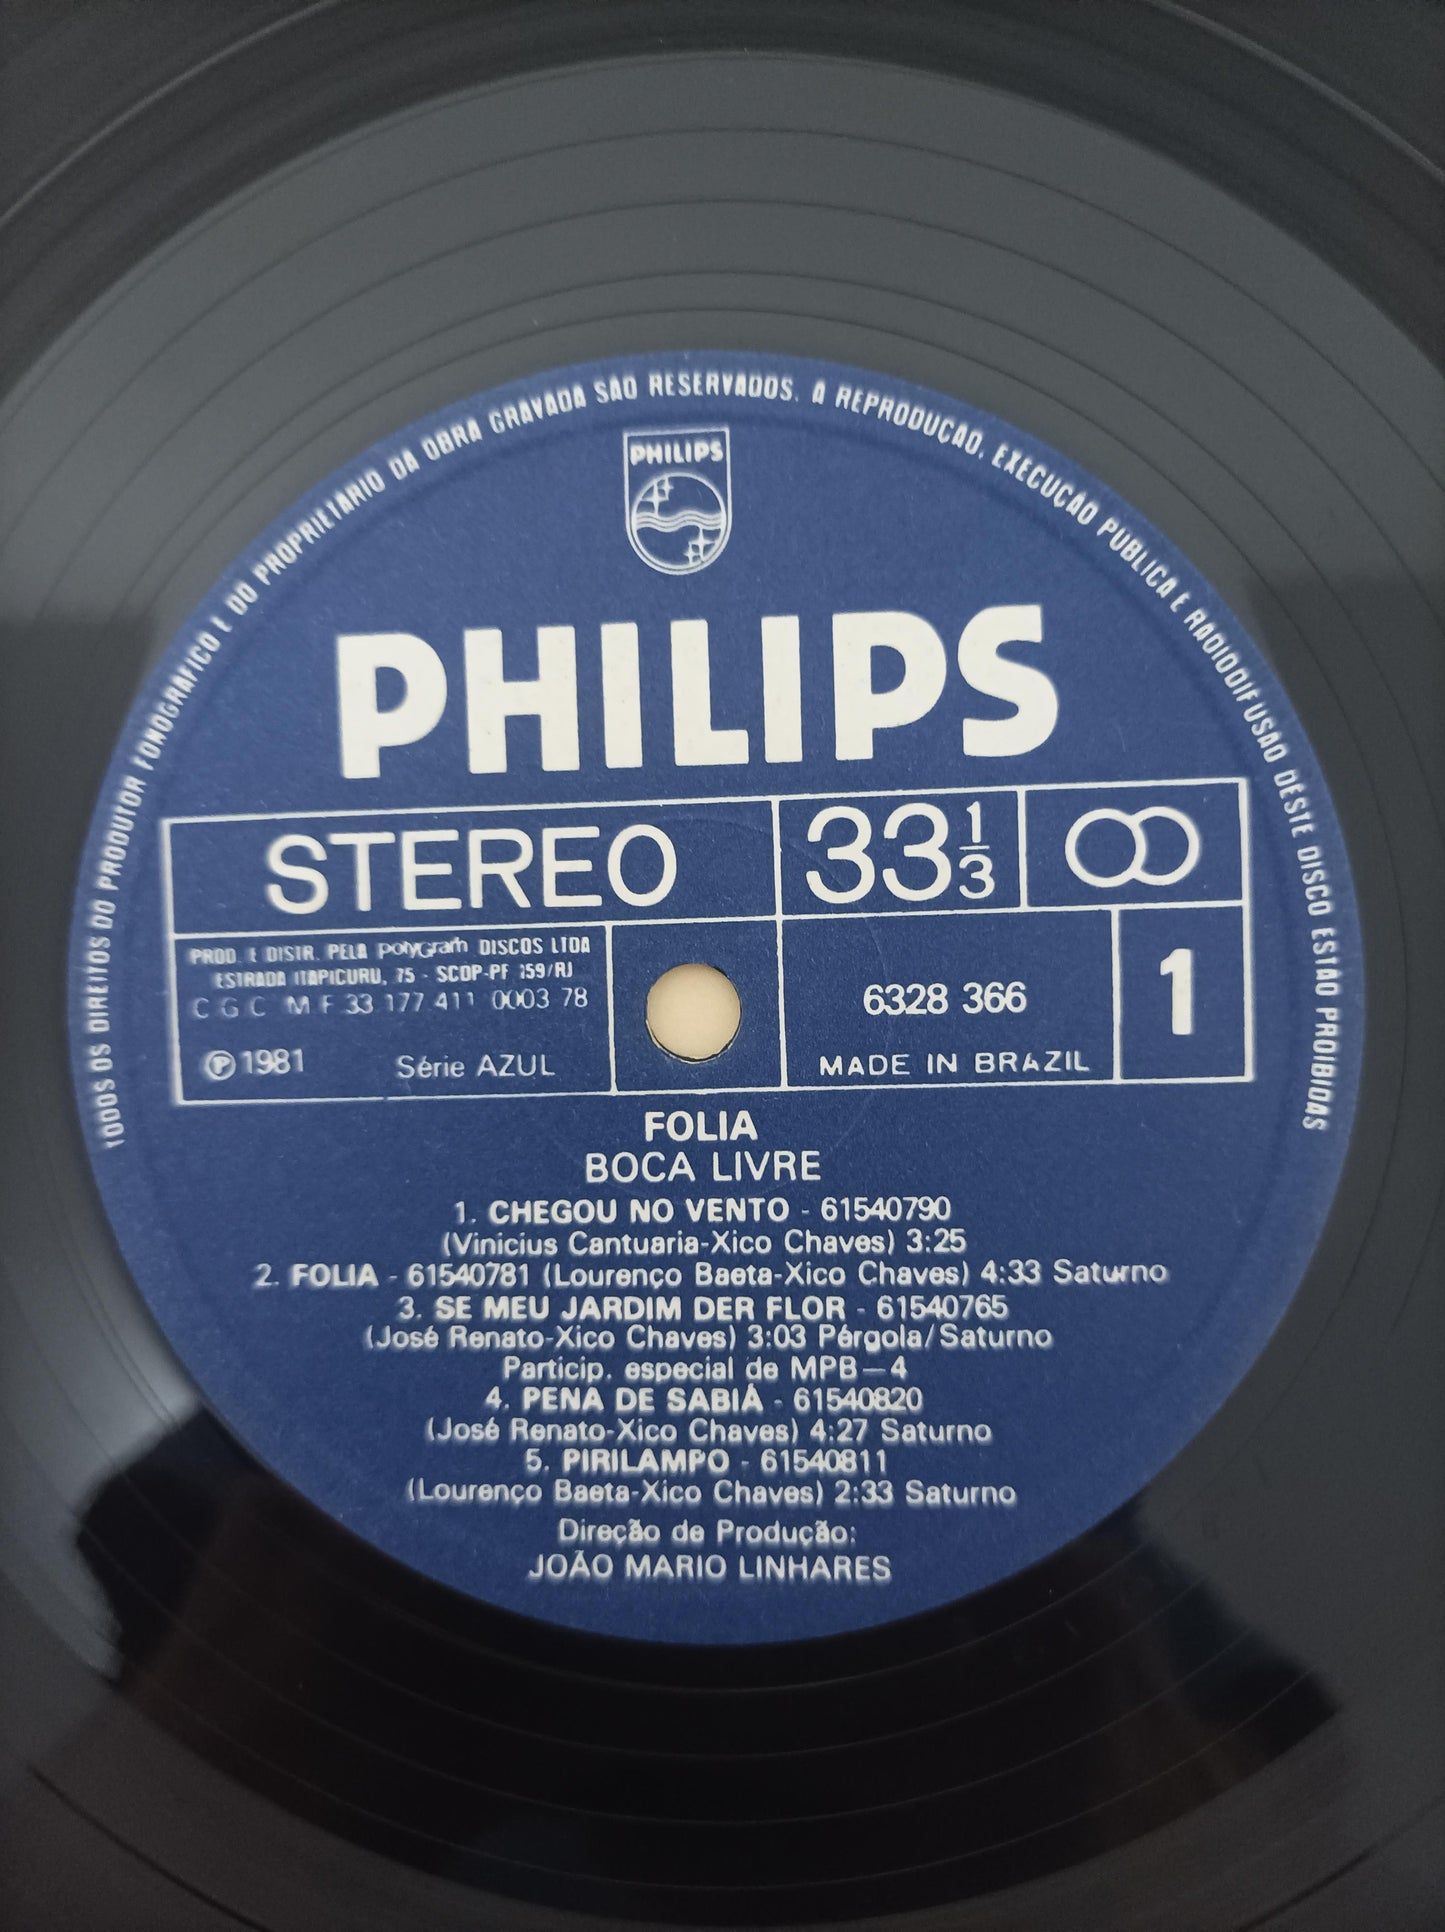 TODOS OS DIREITOS DO PRODUTOR FONOGRÁFICO E DO PROPRIETÁRIO DA OBRA GRAVADA SÃO RESERVADOS. A REPRODUÇÃO, EXECUÇÃO PÚBLICA E RADIODIFUSÃO DESTE DISCO ESTÃO PROIBIDAS
PHILIPS
PHILIPS
STEREO
33 1/3
PROD. E DISTR. PELA polyGram DISCOS LTDA
ESTRADA ITAPICURU, 75 - SCDP-PF 259/RJ
C G C M F 33 177 411 0003 78
Ⓟ 1981 Série AZUL
6328 366
MADE IN BRAZIL
1
FOLIA
BOCA LIVRE
1. CHEGOU NO VENTO - 61540790
(Vinicius Cantuaria-Xico Chaves) 3:25
2. FOLIA - 61540781 (Lourenço Baeta-Xico Chaves) 4:33 Saturno
3. SE MEU JARDIM DER FLOR - 61540765
(José Renato-Xico Chaves) 3:03 Pérgola/Saturno
Particip. especial de MPB-4
4. PENA DE SABIÁ - 61540820
(José Renato-Xico Chaves) 4:27 Saturno
5. PIRILAMPO - 61540811
(Lourenço Baeta-Xico Chaves) 2:33 Saturno
Direção de Produção:
JOÃO MARIO LINHARES